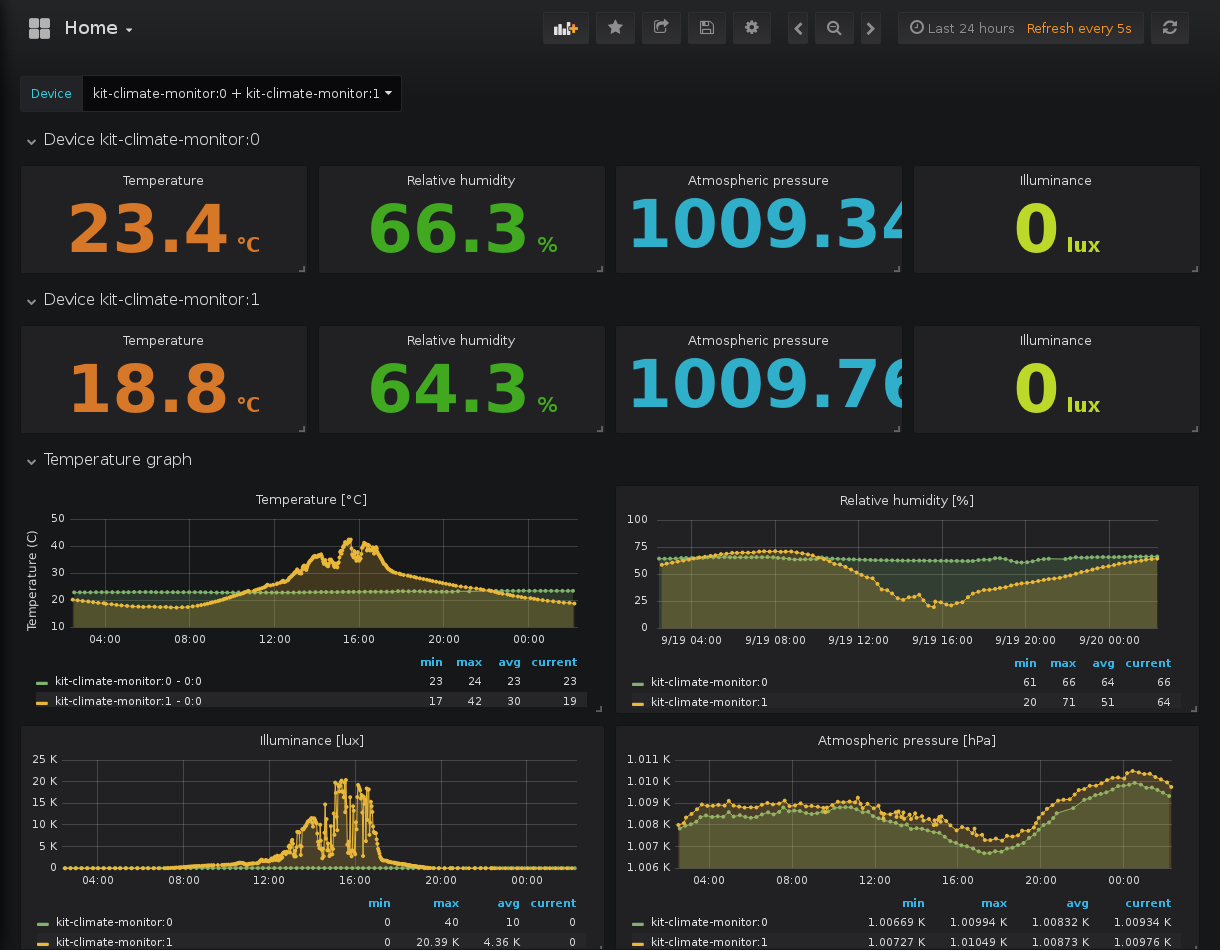 Home
Last 24 hours Refresh every 5s
Device kit-climate-monitor:0 + kit-climate-monitor:1
Device kit-climate-monitor:0
Temperature Relative humidity Atmospheric pressure Illuminance
23.4 °C 66.3 % 1009.34 0 lux
Device kit-climate-monitor:1
Temperature Relative humidity Atmospheric pressure Illuminance
18.8 °C 64.3 % 1009.76 0 lux
Temperature graph
Temperature [°C]
Temperature (C)
50
40
30
20
10
04:00 08:00 12:00 16:00 20:00 00:00
min max avg current
kit-climate-monitor:0 - 0:0 23 24 23 23
kit-climate-monitor:1 - 0:0 17 42 30 19
Relative humidity [%]
100
75
50
25
0
9/19 04:00 9/19 08:00 9/19 12:00 9/19 16:00 9/19 20:00 9/20 00:00
min max avg current
kit-climate-monitor:0 61 66 64 66
kit-climate-monitor:1 20 71 51 64
Illuminance [lux]
25 K
20 K
15 K
10 K
5 K
0
04:00 08:00 12:00 16:00 20:00 00:00
min max avg current
kit-climate-monitor:0 0 40 10 0
kit-climate-monitor:1 0 20.39 K 4.36 K 0
Atmospheric pressure [hPa]
1.011 K
1.010 K
1.009 K
1.008 K
1.007 K
1.006 K
04:00 08:00 12:00 16:00 20:00 00:00
min max avg current
kit-climate-monitor:0 1.00669 K 1.00994 K 1.00832 K 1.00934 K
kit-climate-monitor:1 1.00727 K 1.01049 K 1.00873 K 1.00976 K